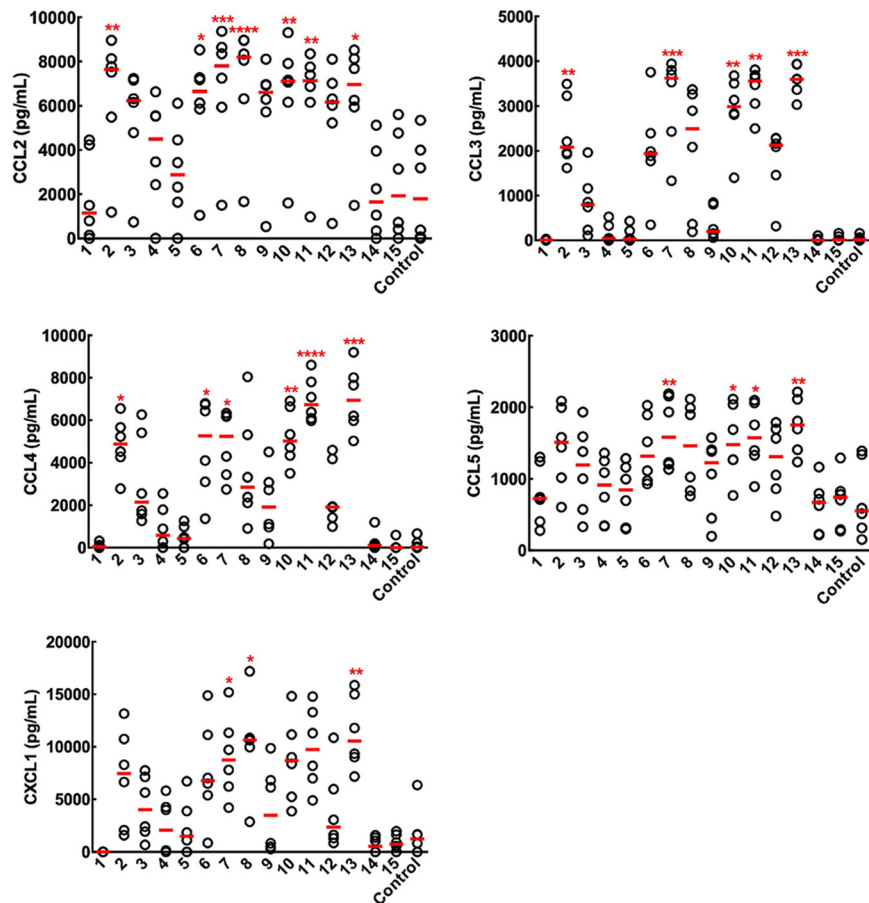 CCL2 (pg/mL)
10000
8000
6000
4000
2000
0
** * *** **** ** ** *
1 2 3 4 5 6 7 8 9 10 11 12 13 14 15 Control
CCL3 (pg/mL)
5000
3000
2000
1000
0
** *** ** ** ***
1 2 3 4 5 6 7 8 9 10 11 12 13 14 15 Control
CCL4 (pg/mL)
10000
8000
6000
4000
2000
0
* * * ** **** ***
1 2 3 4 5 6 7 8 9 10 11 12 13 14 15 Control
CCL5 (pg/mL)
3000
2000
1000
0
** * * **
1 2 3 4 5 6 7 8 9 10 11 12 13 14 15 Control
CXCL1 (pg/mL)
20000
15000
10000
5000
0
* * **
1 2 3 4 5 6 7 8 9 10 11 12 13 14 15 Control